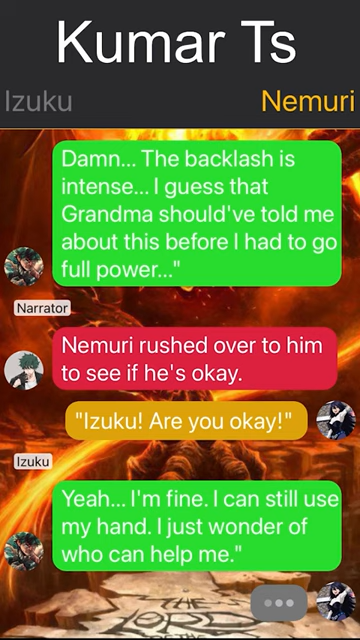 Kumar Ts
Izuku
Nemuri
Damn... The backlash is
intense... I guess that
Grandma should've told me
about this before I had to go
full power..."
Narrator
Nemuri rushed over to him
to see if he's okay.
"Izuku! Are you okay!"
Izuku
Yeah... I'm fine. I can still use
my hand. I just wonder of
who can help me."
THE
LORD